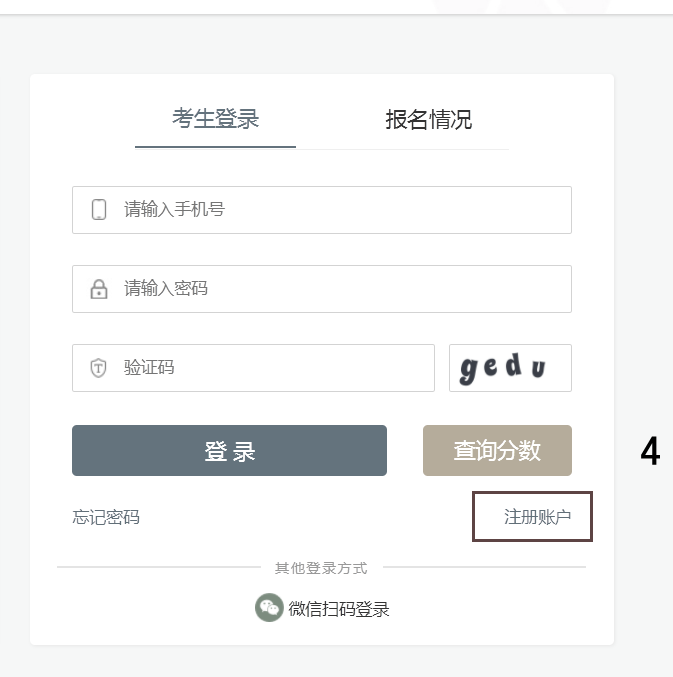 考生登录 报名情况
请输入手机号
请输入密码
验证码 gedu
登 录 查询分数 4
忘记密码 注册账户
其他登录方式
微信扫码登录